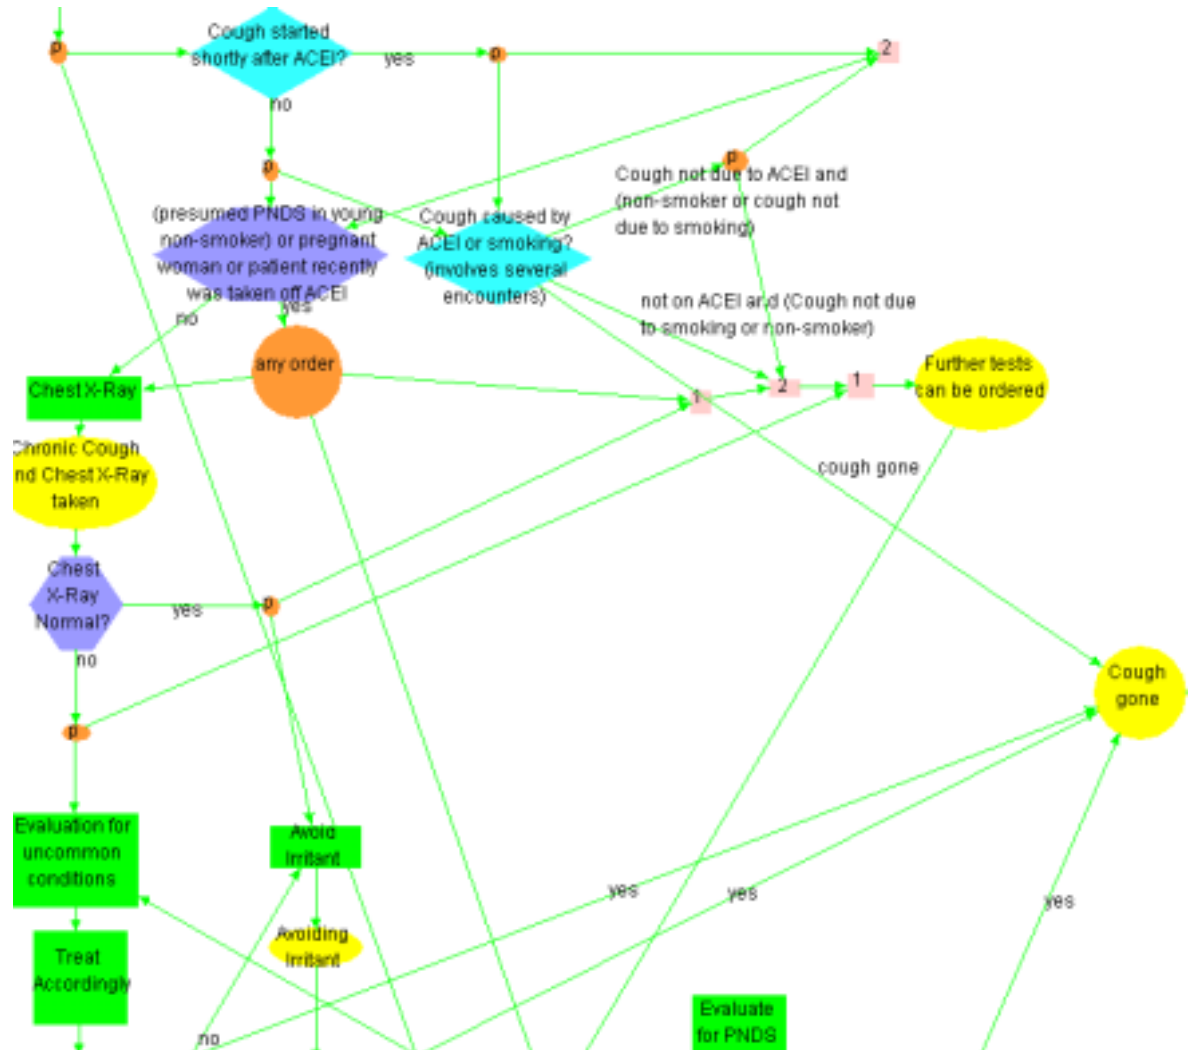 p
Cough started
shortly after ACEI?
yes
p
2
no
p
p
Cough not due to ACEI and
(non-smoker or cough not
due to smoking)
(presumed PNDS in young
non-smoker) or pregnant
woman or patient recently
was taken off ACEI
Cough caused by
ACEI or smoking?
(involves several
encounters)
not on ACEI and (Cough not due
to smoking or non-smoker)
no
yes
any order
Chest X-Ray
1
2
1
Further tests
can be ordered
Chronic Cough
nd Chest X-Ray
taken
cough gone
Chest
X-Ray
Normal?
yes
p
no
p
Cough
gone
Evaluation for
uncommon
conditions
Avoid
Irritant
yes
yes
yes
Treat
Accordingly
Avoiding
Irritant
no
Evaluate
for PNDS